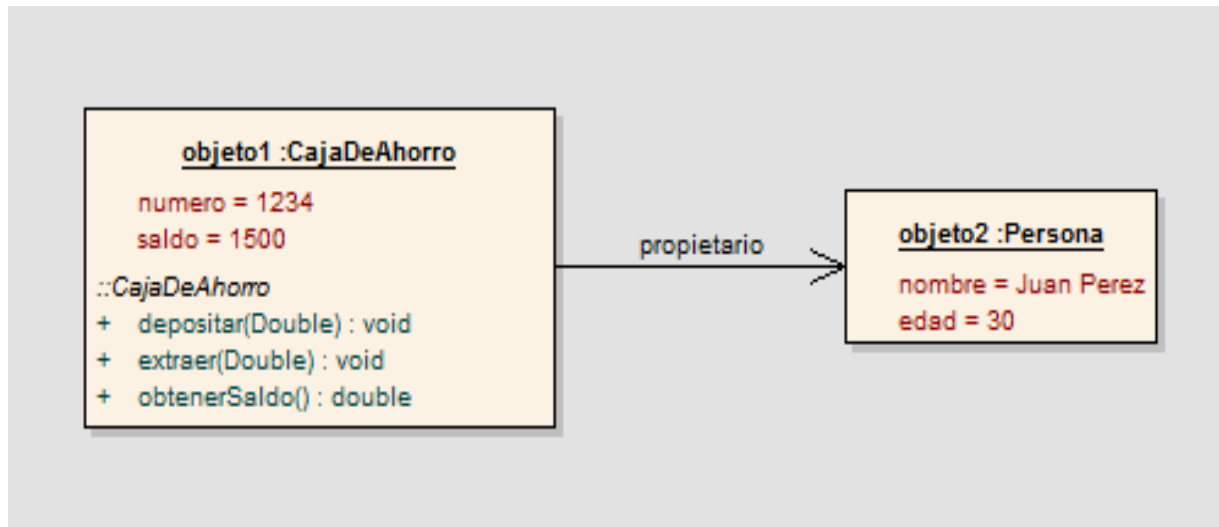 objeto1 :CajaDeAhorro
numero = 1234
saldo = 1500
::CajaDeAhorro
+ depositar(Double) : void
+ extraer(Double) : void
+ obtenerSaldo() : double
propietario
objeto2 :Persona
nombre = Juan Perez
edad = 30